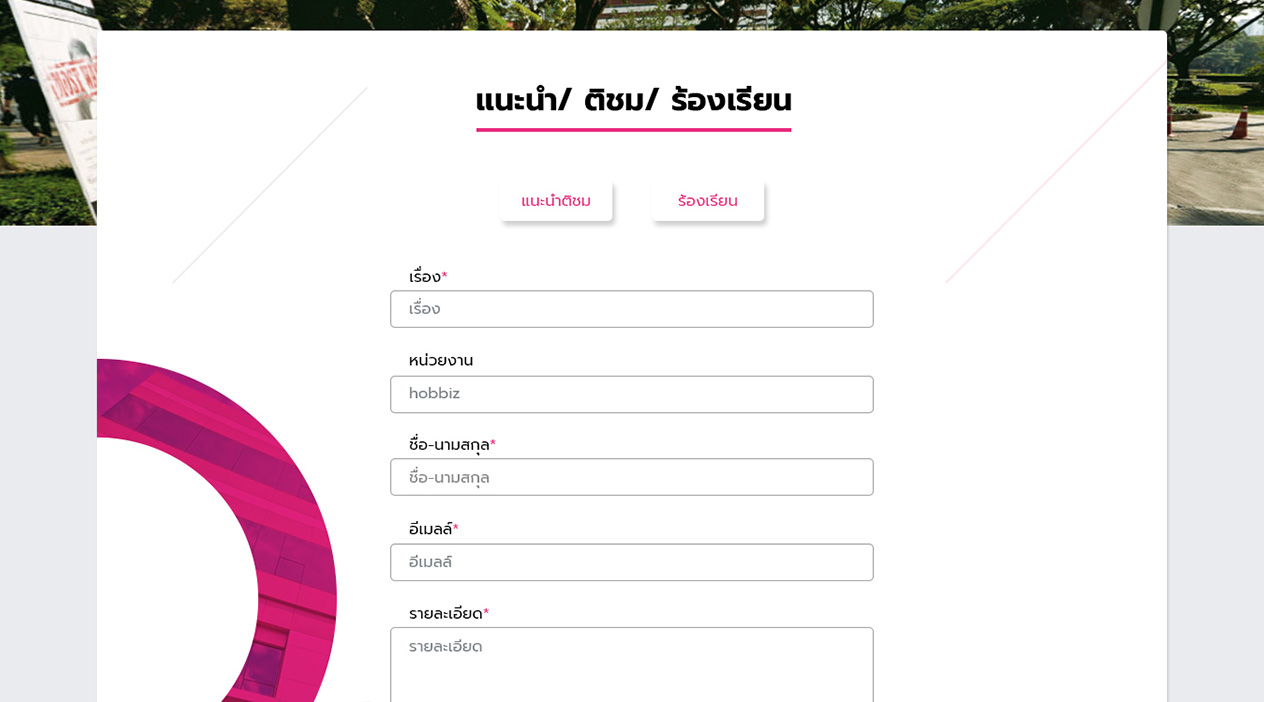 แนะนำ/ ติชม/ ร้องเรียน
แนะนำติชม
ร้องเรียน
เรื่อง*
เรื่อง
หน่วยงาน
hobbiz
ชื่อ-นามสกุล*
ชื่อ-นามสกุล
อีเมลล์*
อีเมลล์
รายละเอียด*
รายละเอียด